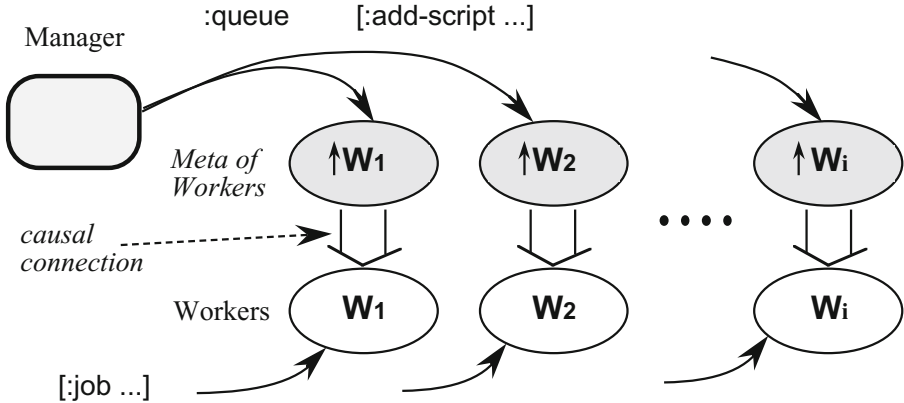 :queue [:add-script ...]
Manager
Meta of
Workers
↑W1 ↑W2 ↑Wi
causal
connection
Workers W1 W2 Wi
[:job ...]